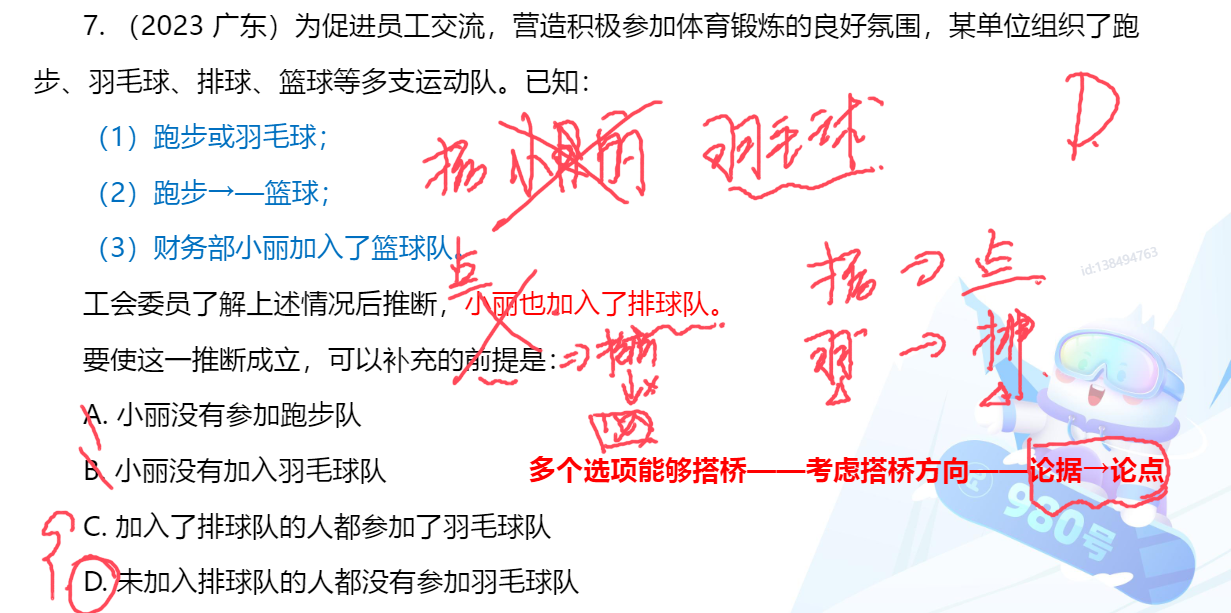 7. （2023 广东）为促进员工交流，营造积极参加体育锻炼的良好氛围，某单位组织了跑
步、羽毛球、排球、篮球等多支运动队。已知：
D
（1）跑步或羽毛球；
据 小丽 羽毛球
（2）跑步→—篮球；
（3）财务部小丽加入了篮球队。
据 → 点
id:138494763
点
工会委员了解上述情况后推断，小丽也加入了排球队。
羽 → 排
要使这一推断成立，可以补充的前提是：
A. 小丽没有参加跑步队
B. 小丽没有加入羽毛球队
多个选项能够搭桥——考虑搭桥方向——论据→论点
980号
C. 加入了排球队的人都参加了羽毛球队
D. 未加入排球队的人都没有参加羽毛球队